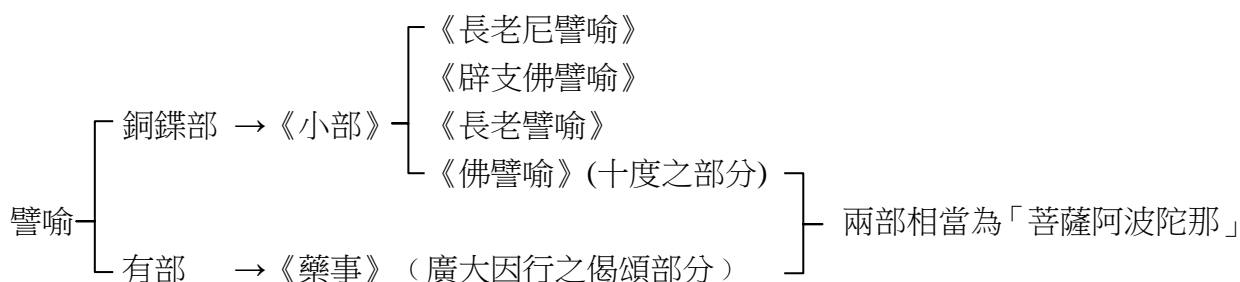 《長老尼譬喻》
《辟支佛譬喻》
銅鍱部 →《小部》 《長老譬喻》
《佛譬喻》(十度之部分)
譬喻 兩部相當為「菩薩阿波陀那」
有部 →《藥事》（廣大因行之偈頌部分）